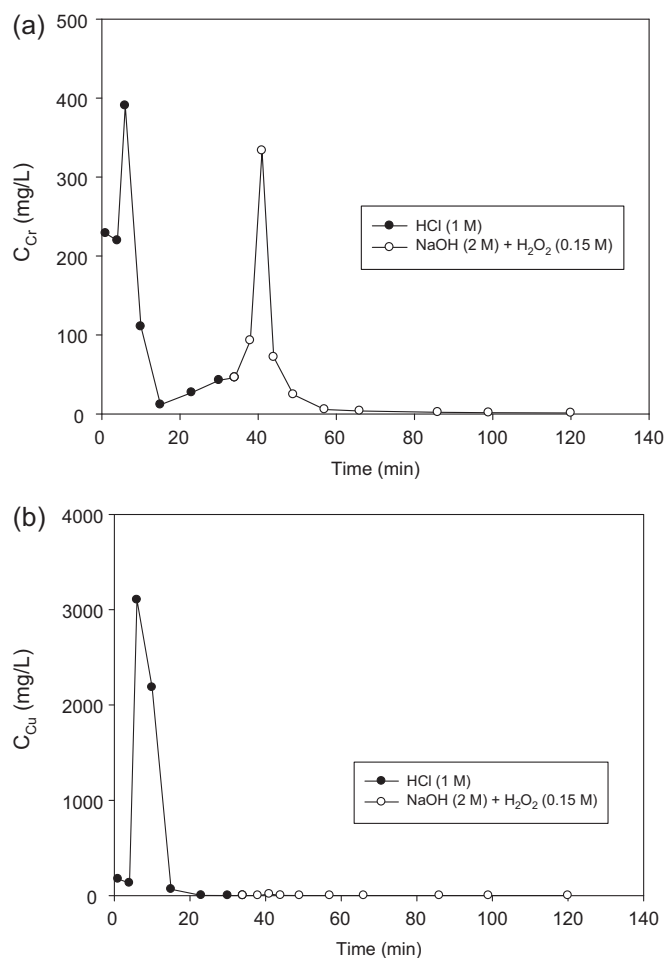 (a)
500
400
300
200
100
0
C_Cr (mg/L)
HCl (1 M)
NaOH (2 M) + H₂O₂ (0.15 M)
0 20 40 60 80 100 120 140
Time (min)
(b)
4000
3000
2000
1000
0
C_Cu (mg/L)
HCl (1 M)
NaOH (2 M) + H₂O₂ (0.15 M)
0 20 40 60 80 100 120 140
Time (min)